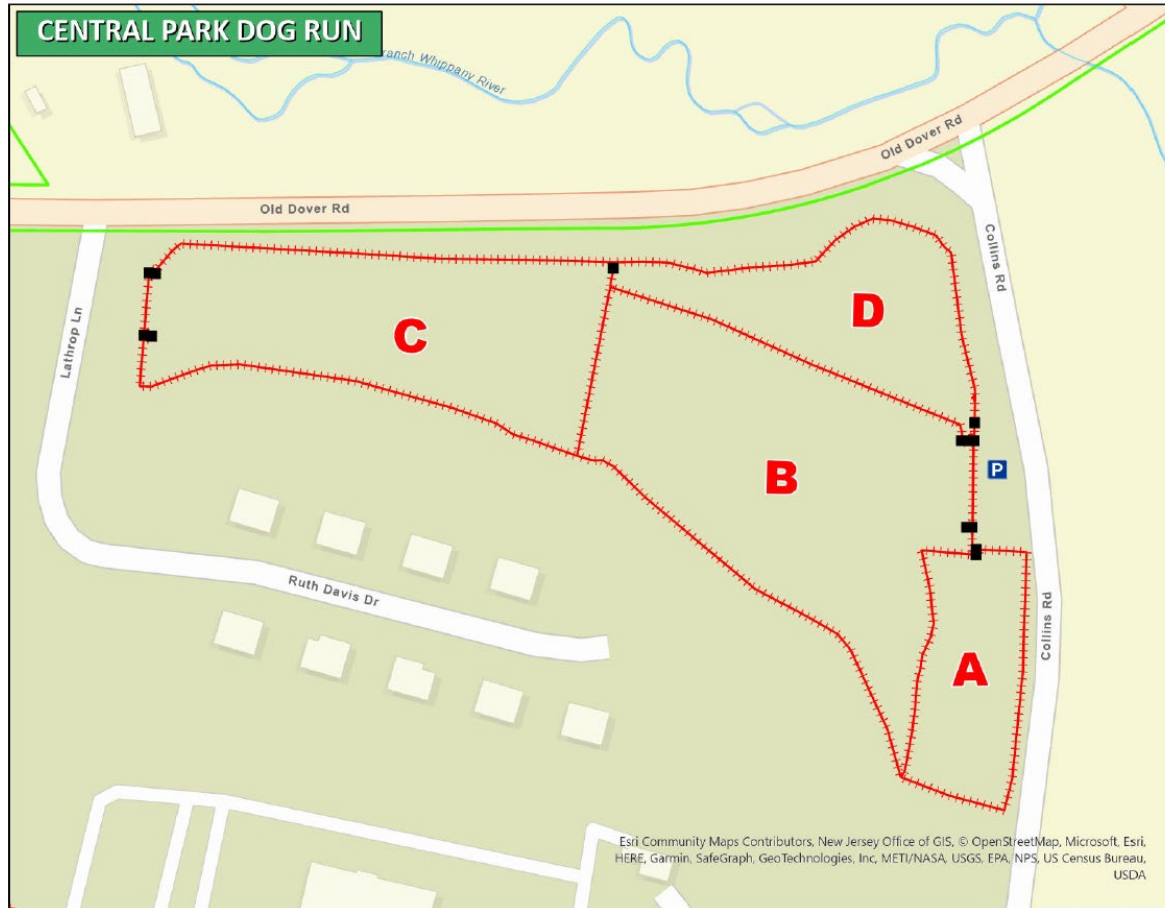 CENTRAL PARK DOG RUN
ranch Whippany River
Old Dover Rd
Old Dover Rd
Collins Rd
Lathrop Ln
C
D
B
P
Ruth Davis Dr
Collins Rd
A
Esri Community Maps Contributors, New Jersey Office of GIS, © OpenStreetMap, Microsoft, Esri,
HERE, Garmin, SafeGraph, GeoTechnologies, Inc, METI/NASA, USGS, EPA, NPS, US Census Bureau,
USDA